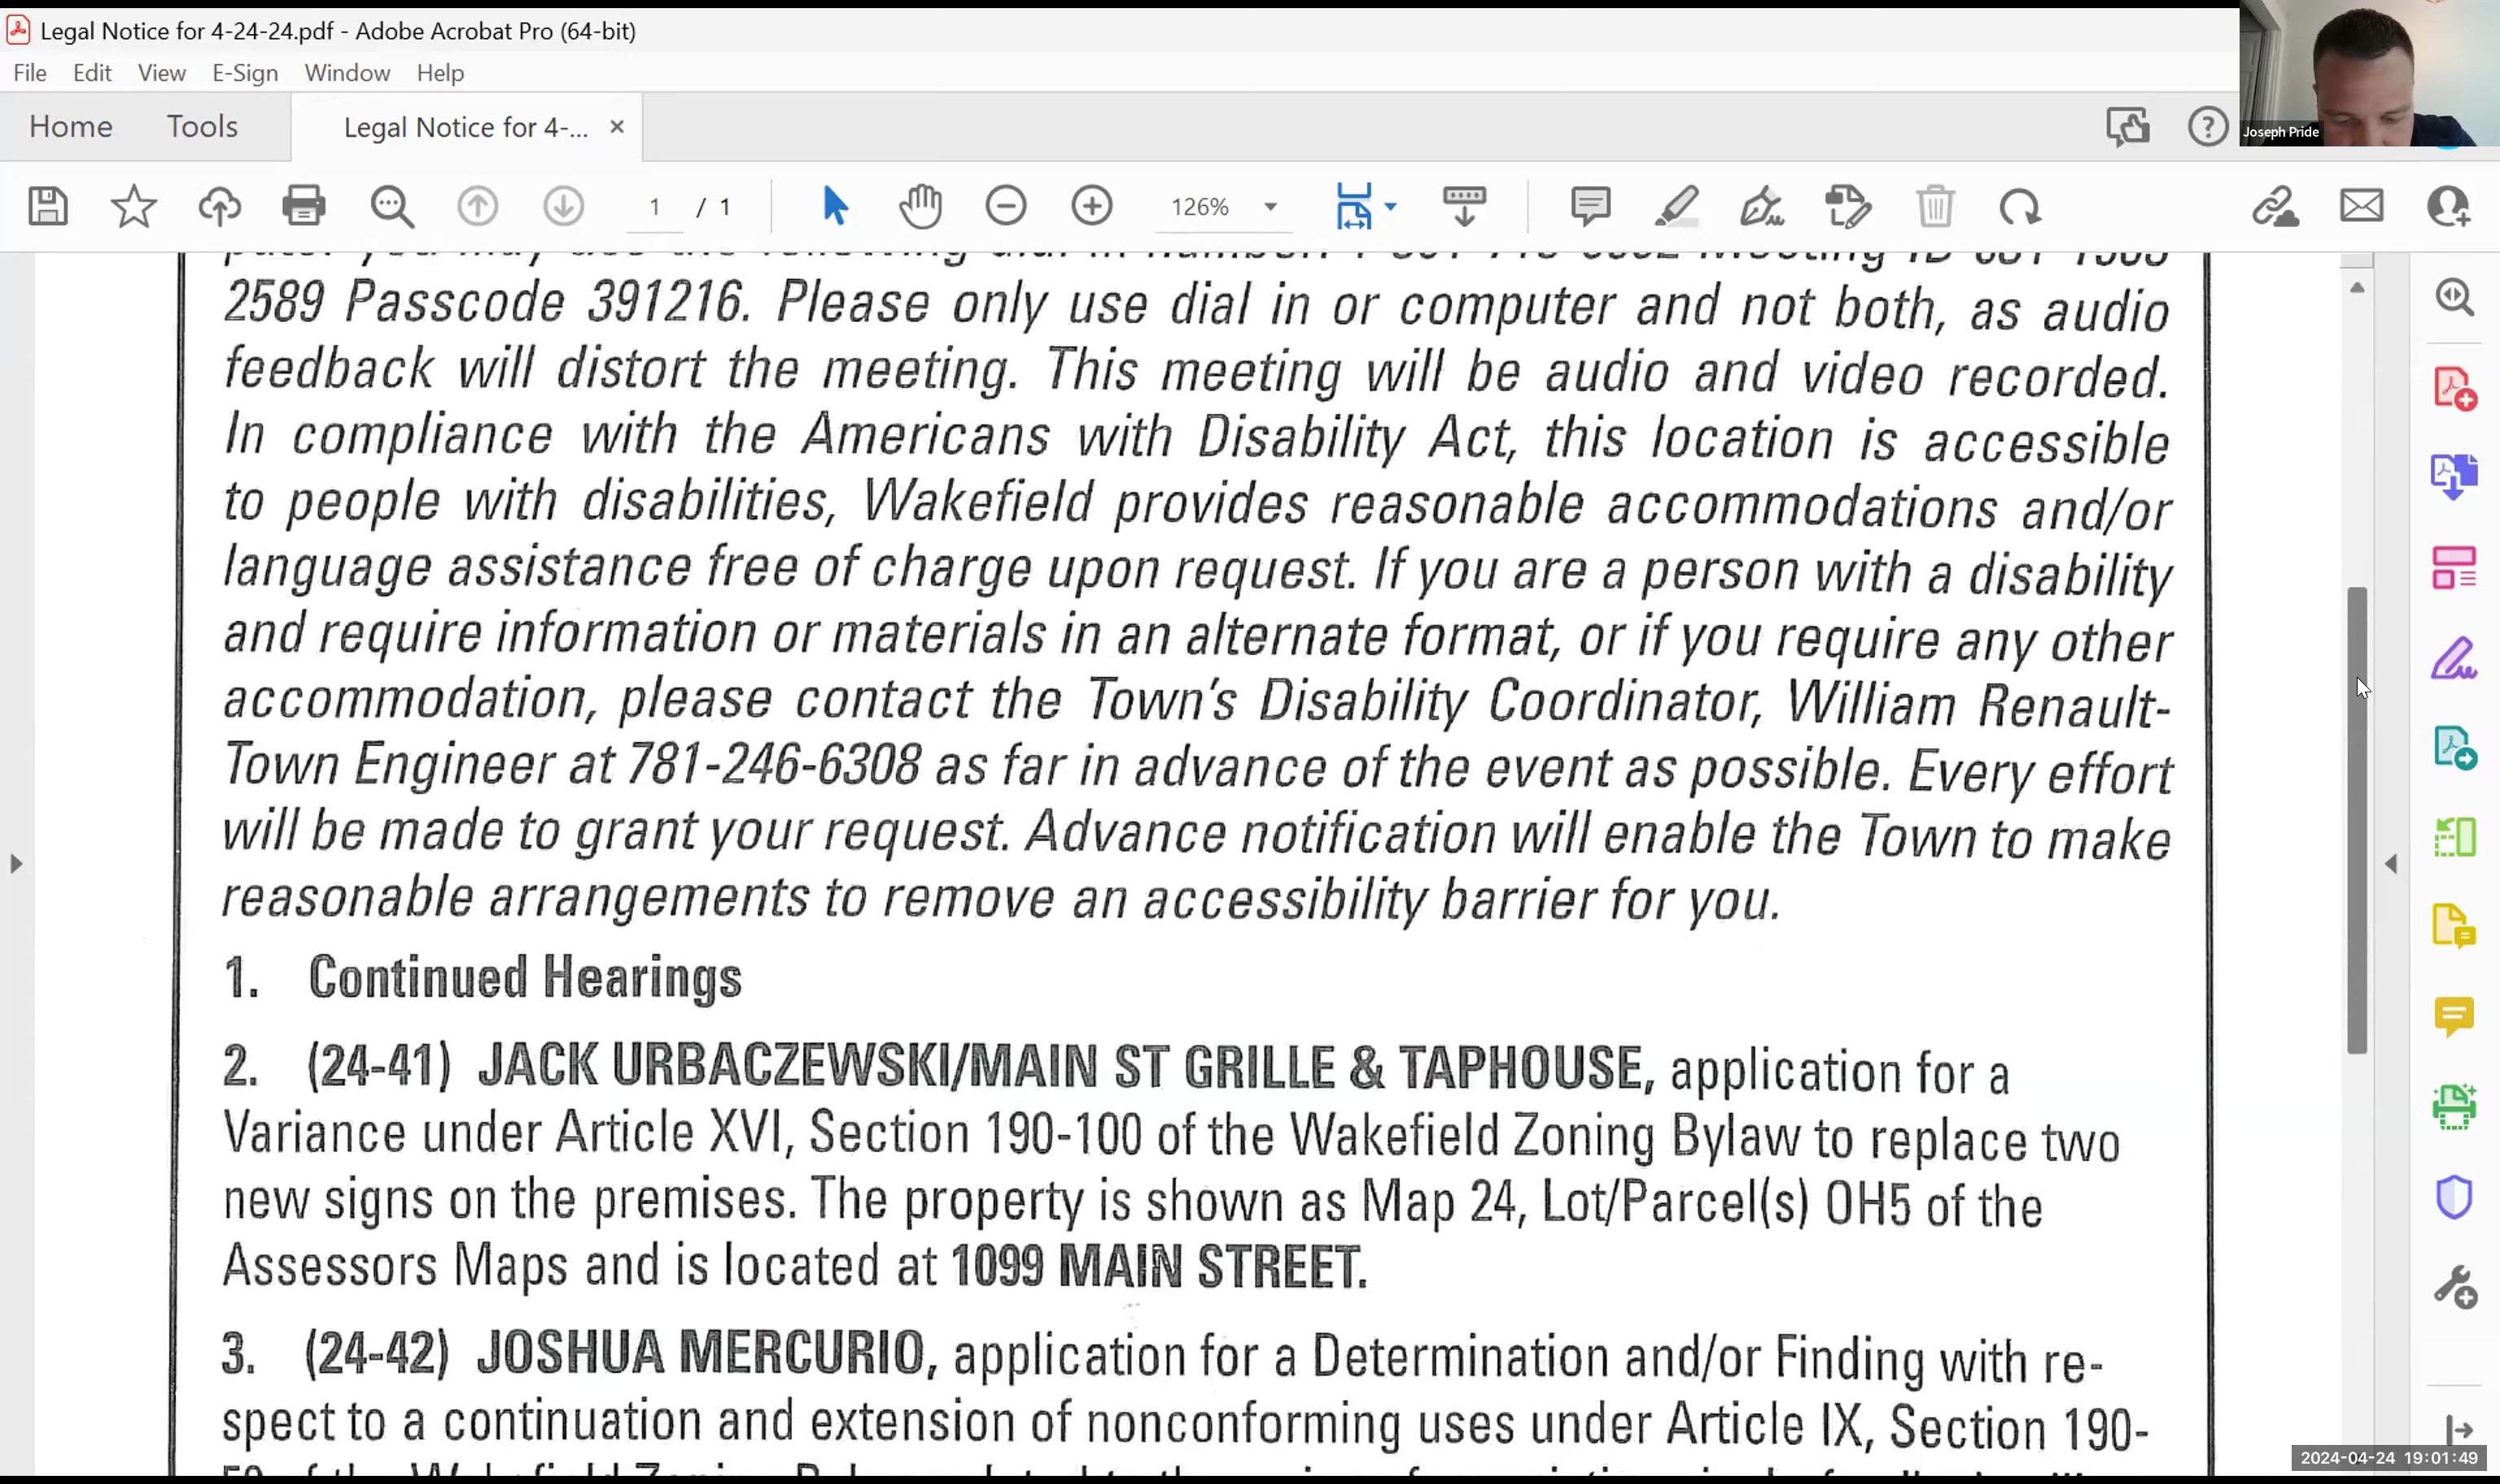 Legal Notice for 4-24-24.pdf - Adobe Acrobat Pro (64-bit)
File Edit View E-Sign Window Help
Home Tools Legal Notice for 4-... ×
Joseph Pride
1 / 1 126%
2589 Passcode 391216. Please only use dial in or computer and not both, as audio
feedback will distort the meeting. This meeting will be audio and video recorded.
In compliance with the Americans with Disability Act, this location is accessible
to people with disabilities, Wakefield provides reasonable accommodations and/or
language assistance free of charge upon request. If you are a person with a disability
and require information or materials in an alternate format, or if you require any other
accommodation, please contact the Town's Disability Coordinator, William Renault-
Town Engineer at 781-246-6308 as far in advance of the event as possible. Every effort
will be made to grant your request. Advance notification will enable the Town to make
reasonable arrangements to remove an accessibility barrier for you.
1. Continued Hearings
2. (24-41) JACK URBACZEWSKI/MAIN ST GRILLE & TAPHOUSE, application for a
Variance under Article XVI, Section 190-100 of the Wakefield Zoning Bylaw to replace two
new signs on the premises. The property is shown as Map 24, Lot/Parcel(s) OH5 of the
Assessors Maps and is located at 1099 MAIN STREET.
3. (24-42) JOSHUA MERCURIO, application for a Determination and/or Finding with re-
spect to a continuation and extension of nonconforming uses under Article IX, Section 190-
2024-04-24 19:01:49